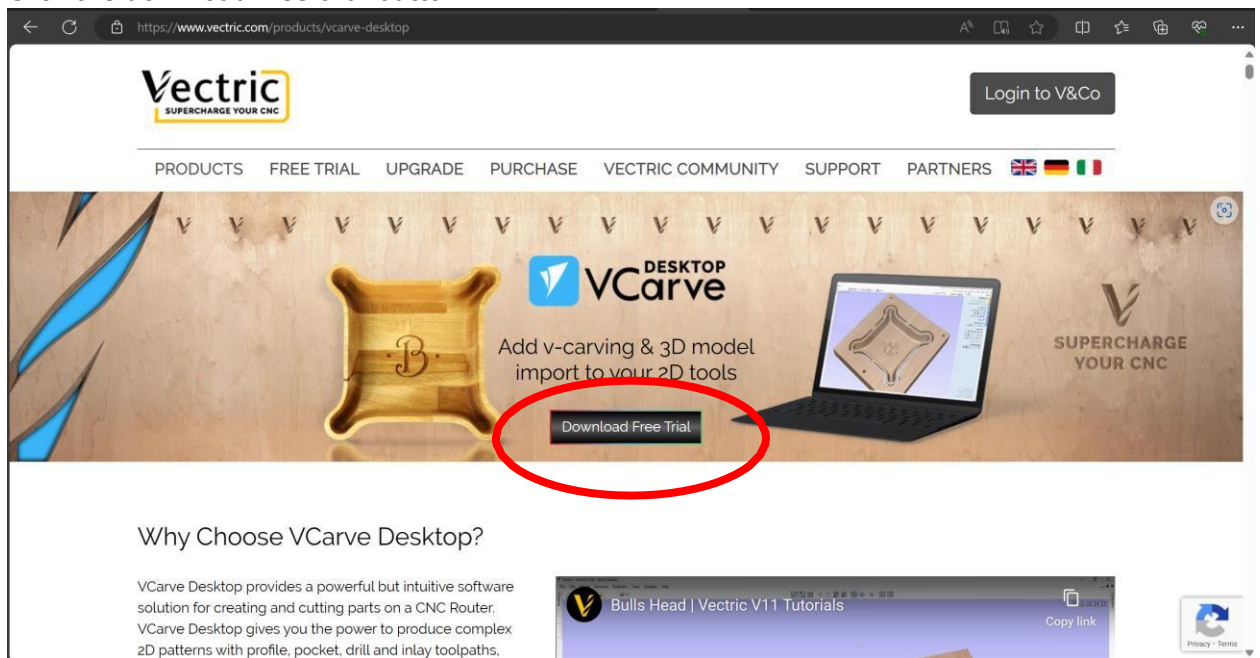 https://www.vectric.com/products/vcarve-desktop
Vectric
SUPERCHARGE YOUR CNC
Login to V&Co
PRODUCTS FREE TRIAL UPGRADE PURCHASE VECTRIC COMMUNITY SUPPORT PARTNERS
DESKTOP
VCarve
Add v-carving & 3D model
import to your 2D tools
Download Free Trial
B
SUPERCHARGE
YOUR CNC
Why Choose VCarve Desktop?
VCarve Desktop provides a powerful but intuitive software
solution for creating and cutting parts on a CNC Router.
VCarve Desktop gives you the power to produce complex
2D patterns with profile, pocket, drill and inlay toolpaths,
Bulls Head | Vectric V11 Tutorials
Copy link
Privacy - Terms